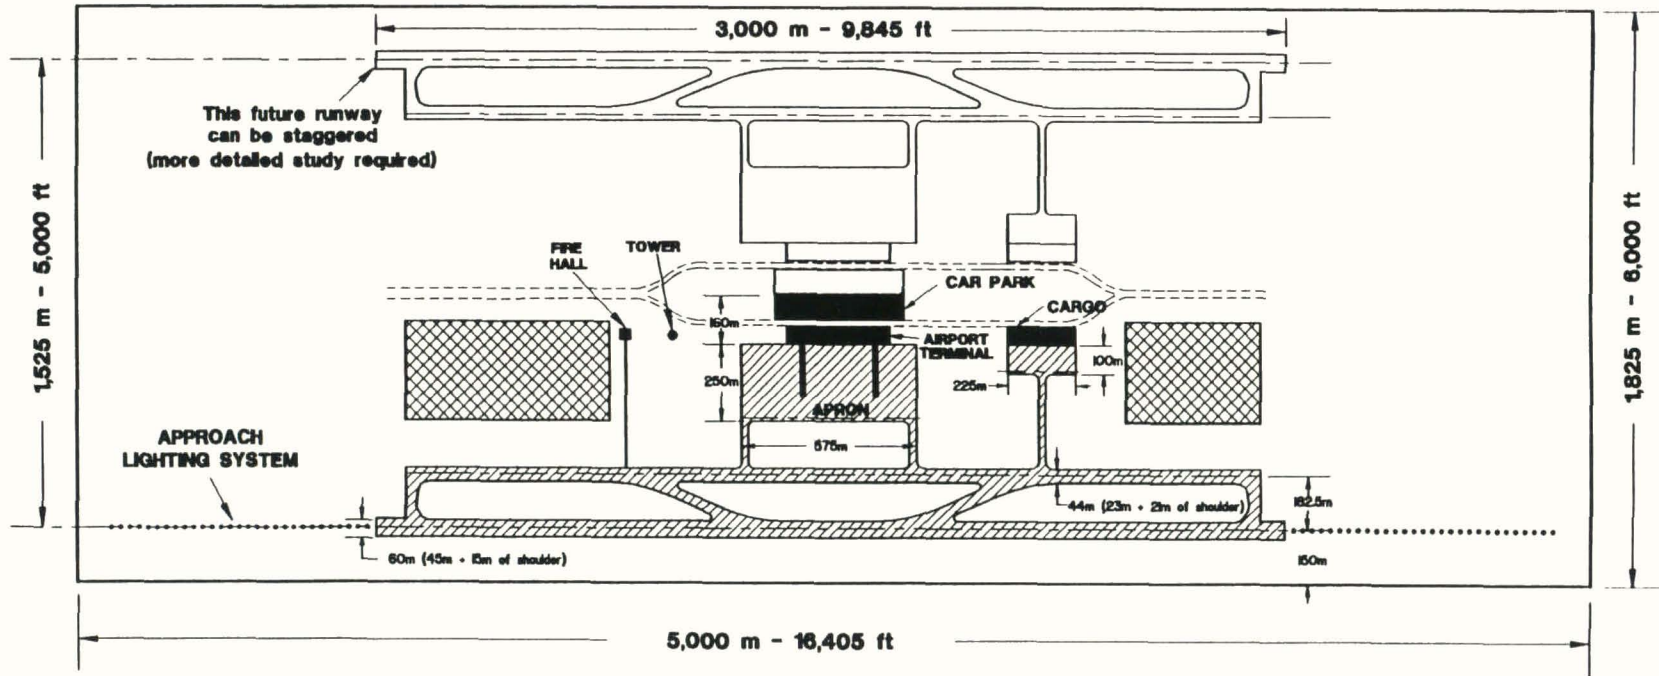 3,000 m - 9,845 ft
This future runway
can be staggered
(more detailed study required)
1,525 m - 5,000 ft
1,825 m - 6,000 ft
FIRE
HALL
TOWER
CAR PARK
CARGO
160m
AIRPORT
TERMINAL
100m
250m
225m
APRON
575m
APPROACH
LIGHTING SYSTEM
44m (23m + 21m of shoulder)
182.5m
60m (45m + 15m of shoulder)
150m
5,000 m - 16,405 ft